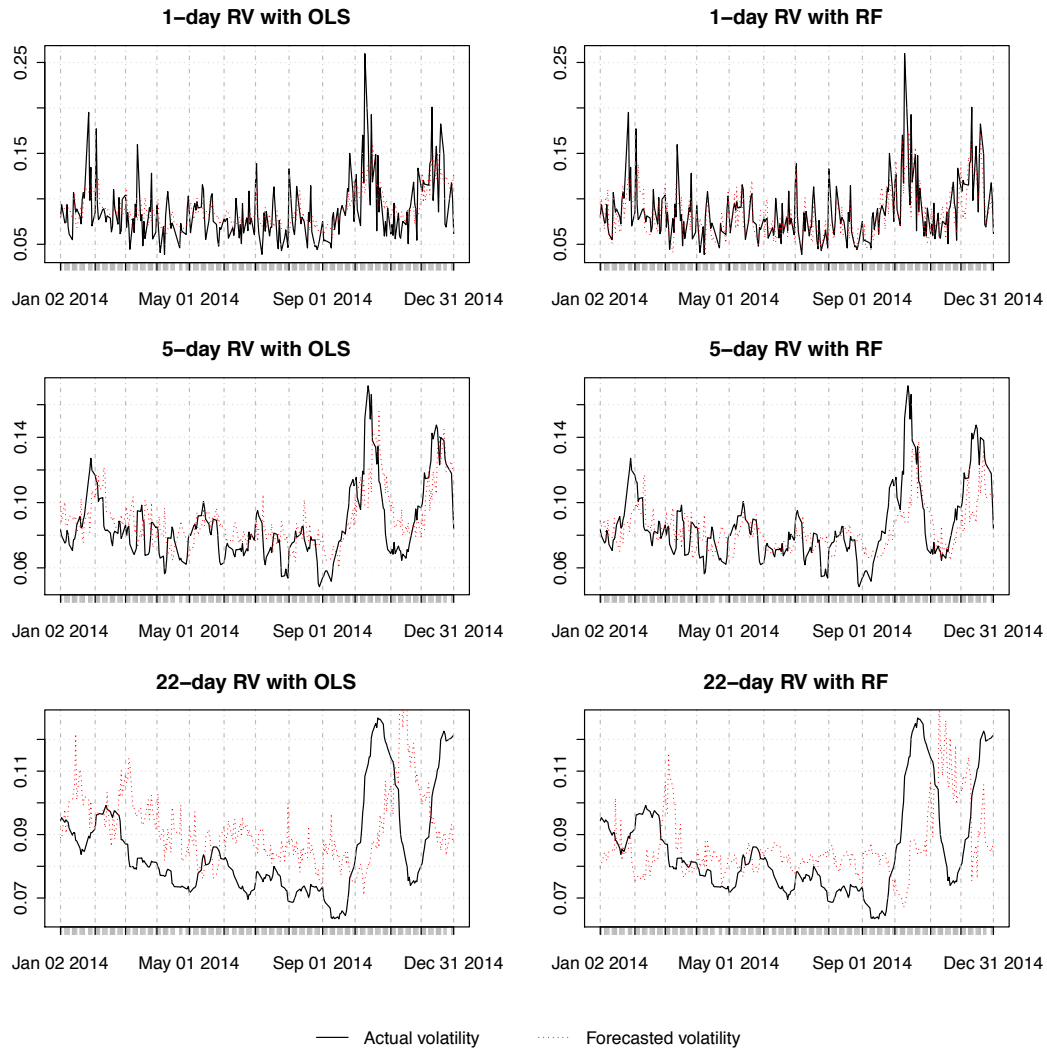 1−day RV with OLS
1−day RV with RF
0.25
0.15
0.05
0.25
0.15
0.05
Jan 02 2014 May 01 2014 Sep 01 2014 Dec 31 2014
Jan 02 2014 May 01 2014 Sep 01 2014 Dec 31 2014
5−day RV with OLS
5−day RV with RF
0.14
0.10
0.06
0.14
0.10
0.06
Jan 02 2014 May 01 2014 Sep 01 2014 Dec 31 2014
Jan 02 2014 May 01 2014 Sep 01 2014 Dec 31 2014
22−day RV with OLS
22−day RV with RF
0.11
0.09
0.07
0.11
0.09
0.07
Jan 02 2014 May 01 2014 Sep 01 2014 Dec 31 2014
Jan 02 2014 May 01 2014 Sep 01 2014 Dec 31 2014
Actual volatility Forecasted volatility